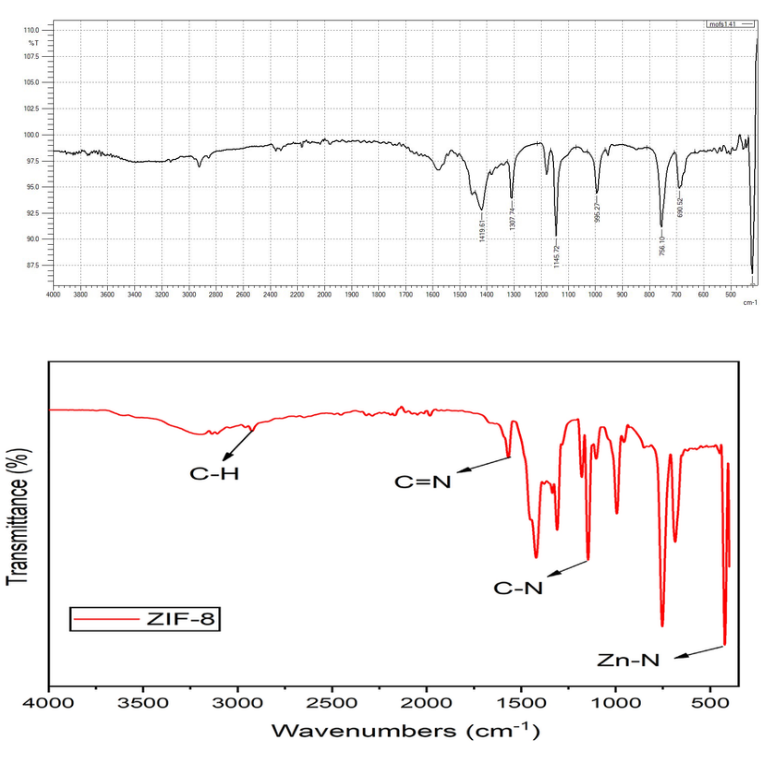 mofs1.41
110.0
%T
107.5
105.0
102.5
100.0
97.5
95.0
92.5
90.0
87.5
1419.61
1307.74
1145.72
995.27
756.10
690.52
4000 3800 3600 3400 3200 3000 2800 2600 2400 2200 2000 1900 1800 1700 1600 1500 1400 1300 1200 1100 1000 900 800 700 600 500
cm-1
Transmittance (%)
C-H
C=N
C-N
ZIF-8
Zn-N
4000 3500 3000 2500 2000 1500 1000 500
Wavenumbers (cm⁻¹)